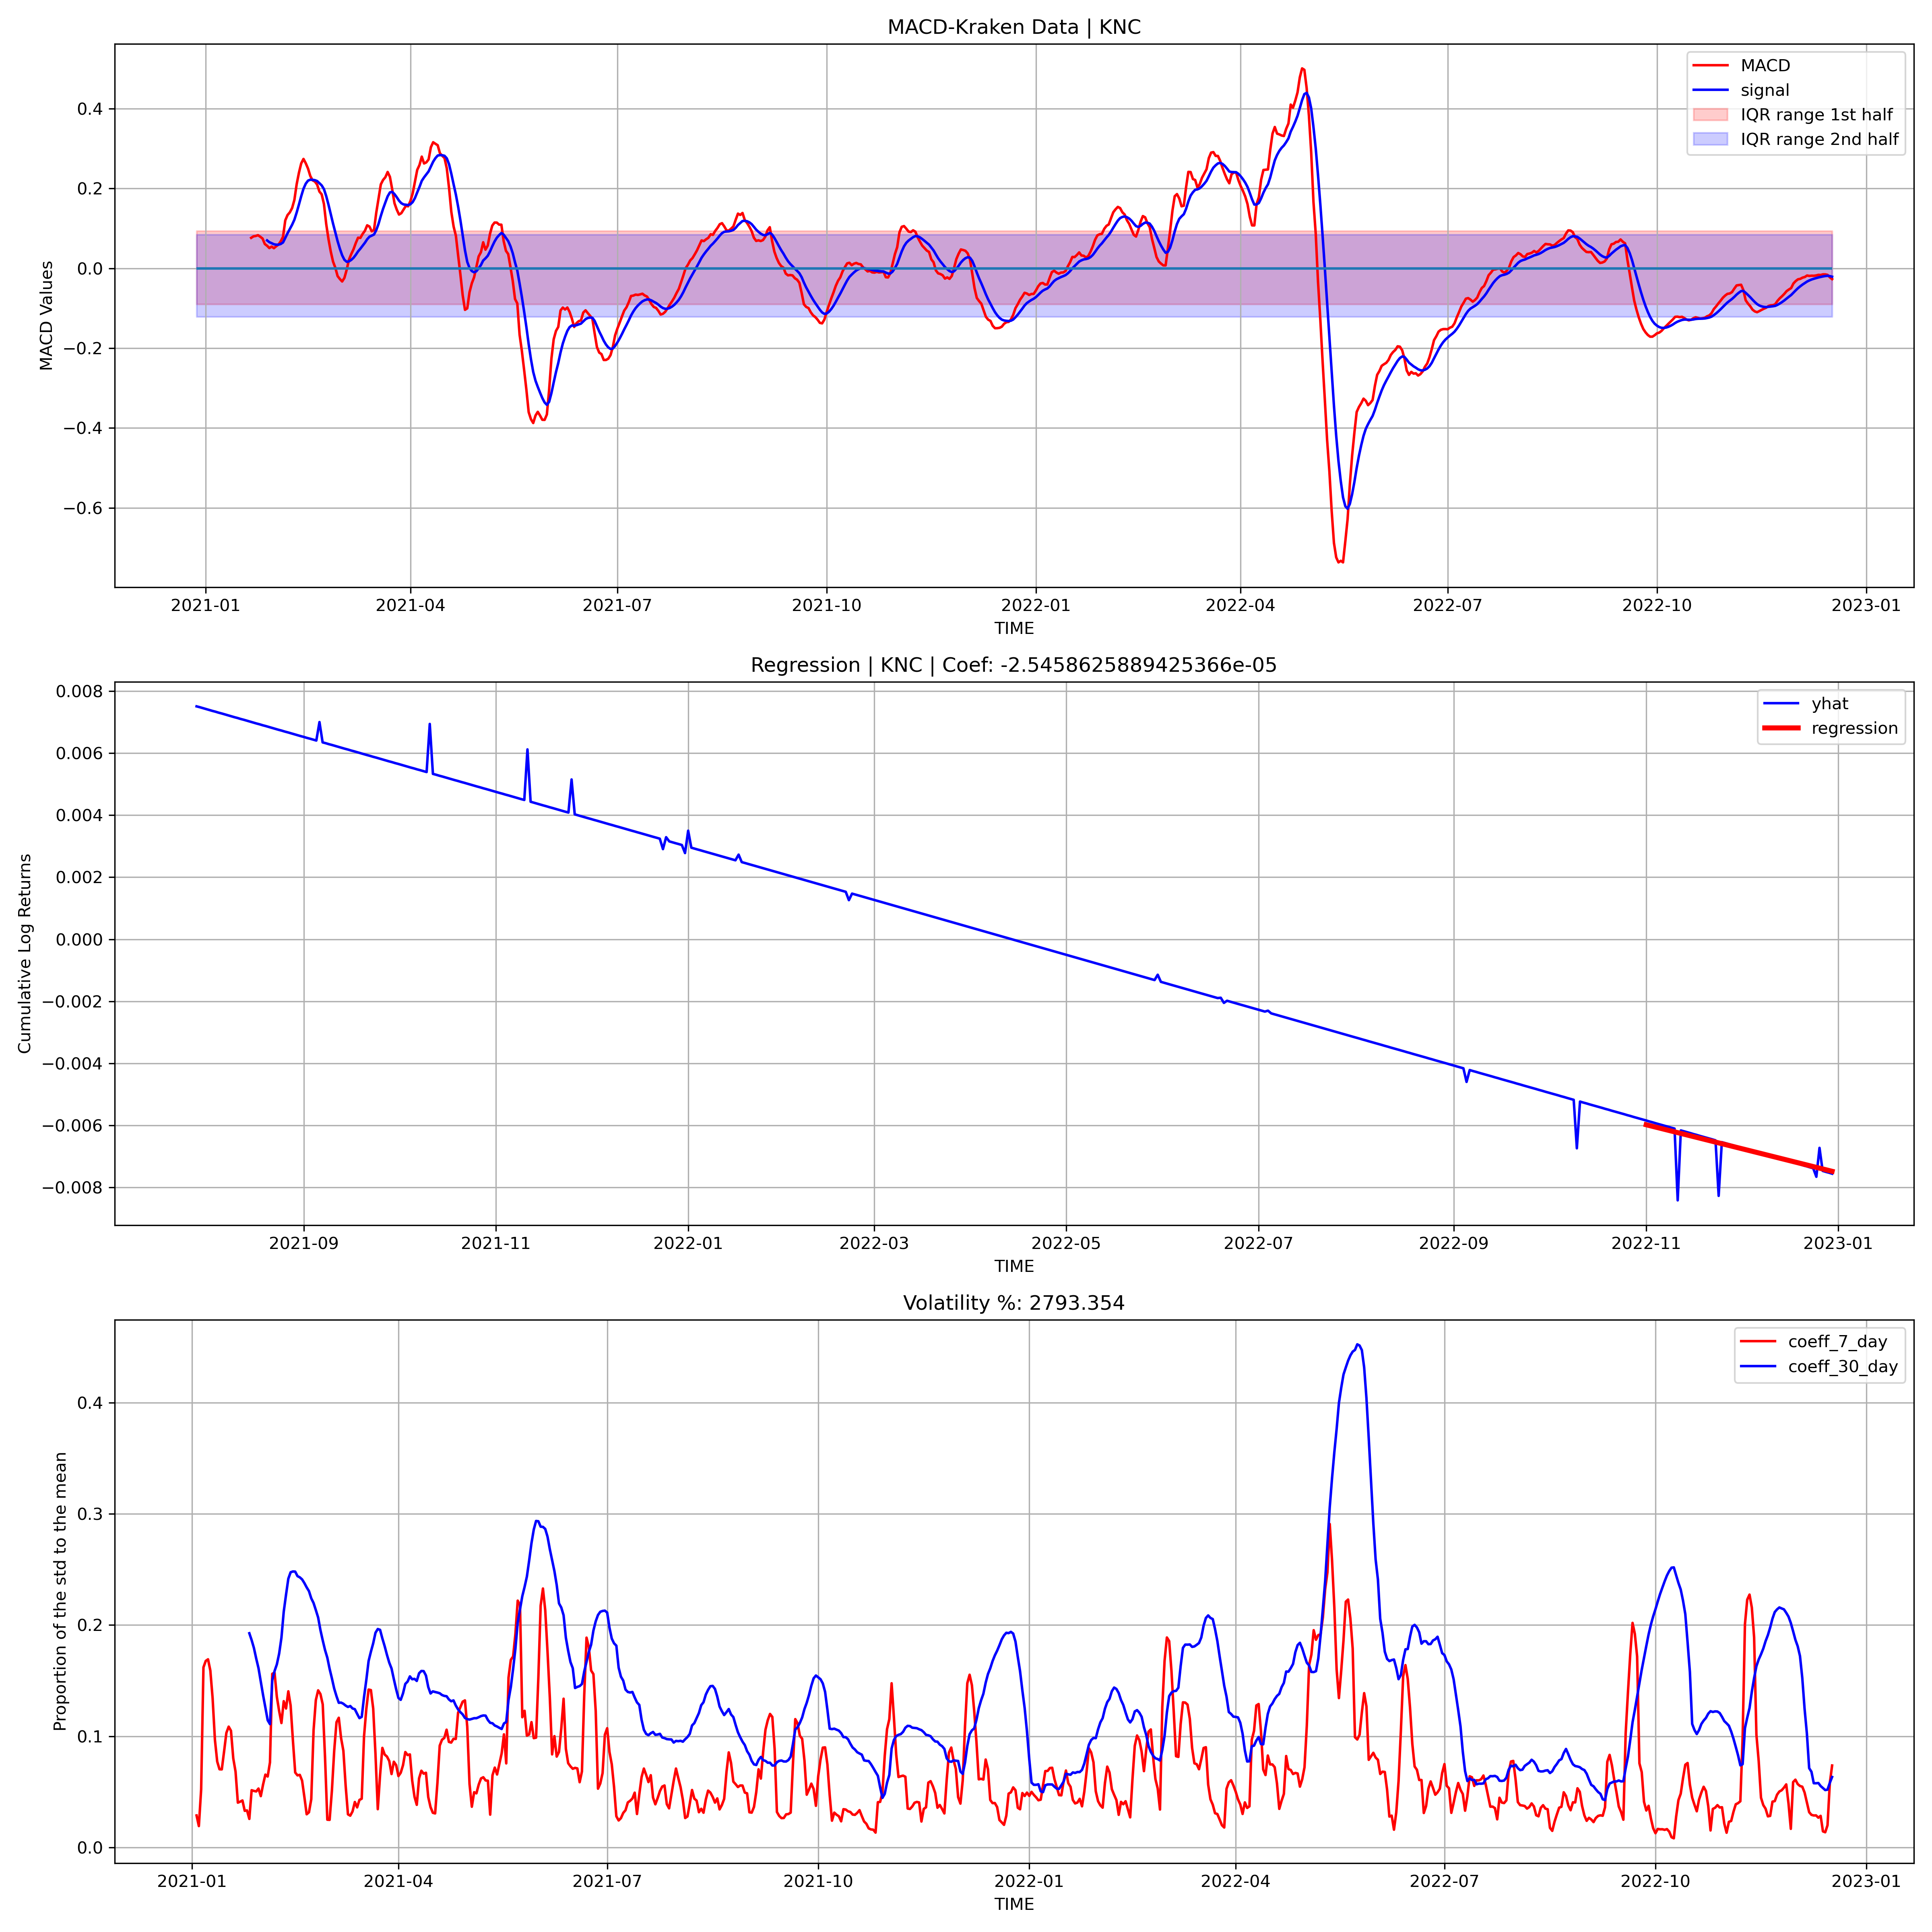 MACD-Kraken Data | KNC
MACD
signal
IQR range 1st half
IQR range 2nd half
0.4
0.2
0.0
−0.2
−0.4
−0.6
MACD Values
2021-01 2021-04 2021-07 2021-10 2022-01 2022-04 2022-07 2022-10 2023-01
TIME
Regression | KNC | Coef: -2.5458625889425366e-05
yhat
regression
0.008
0.006
0.004
0.002
0.000
−0.002
−0.004
−0.006
−0.008
Cumulative Log Returns
2021-09 2021-11 2022-01 2022-03 2022-05 2022-07 2022-09 2022-11 2023-01
TIME
Volatility %: 2793.354
coeff_7_day
coeff_30_day
0.4
0.3
0.2
0.1
0.0
Proportion of the std to the mean
2021-01 2021-04 2021-07 2021-10 2022-01 2022-04 2022-07 2022-10 2023-01
TIME